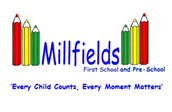 Millfields
First School and Pre-School
'Every Child Counts, Every Moment Matters'